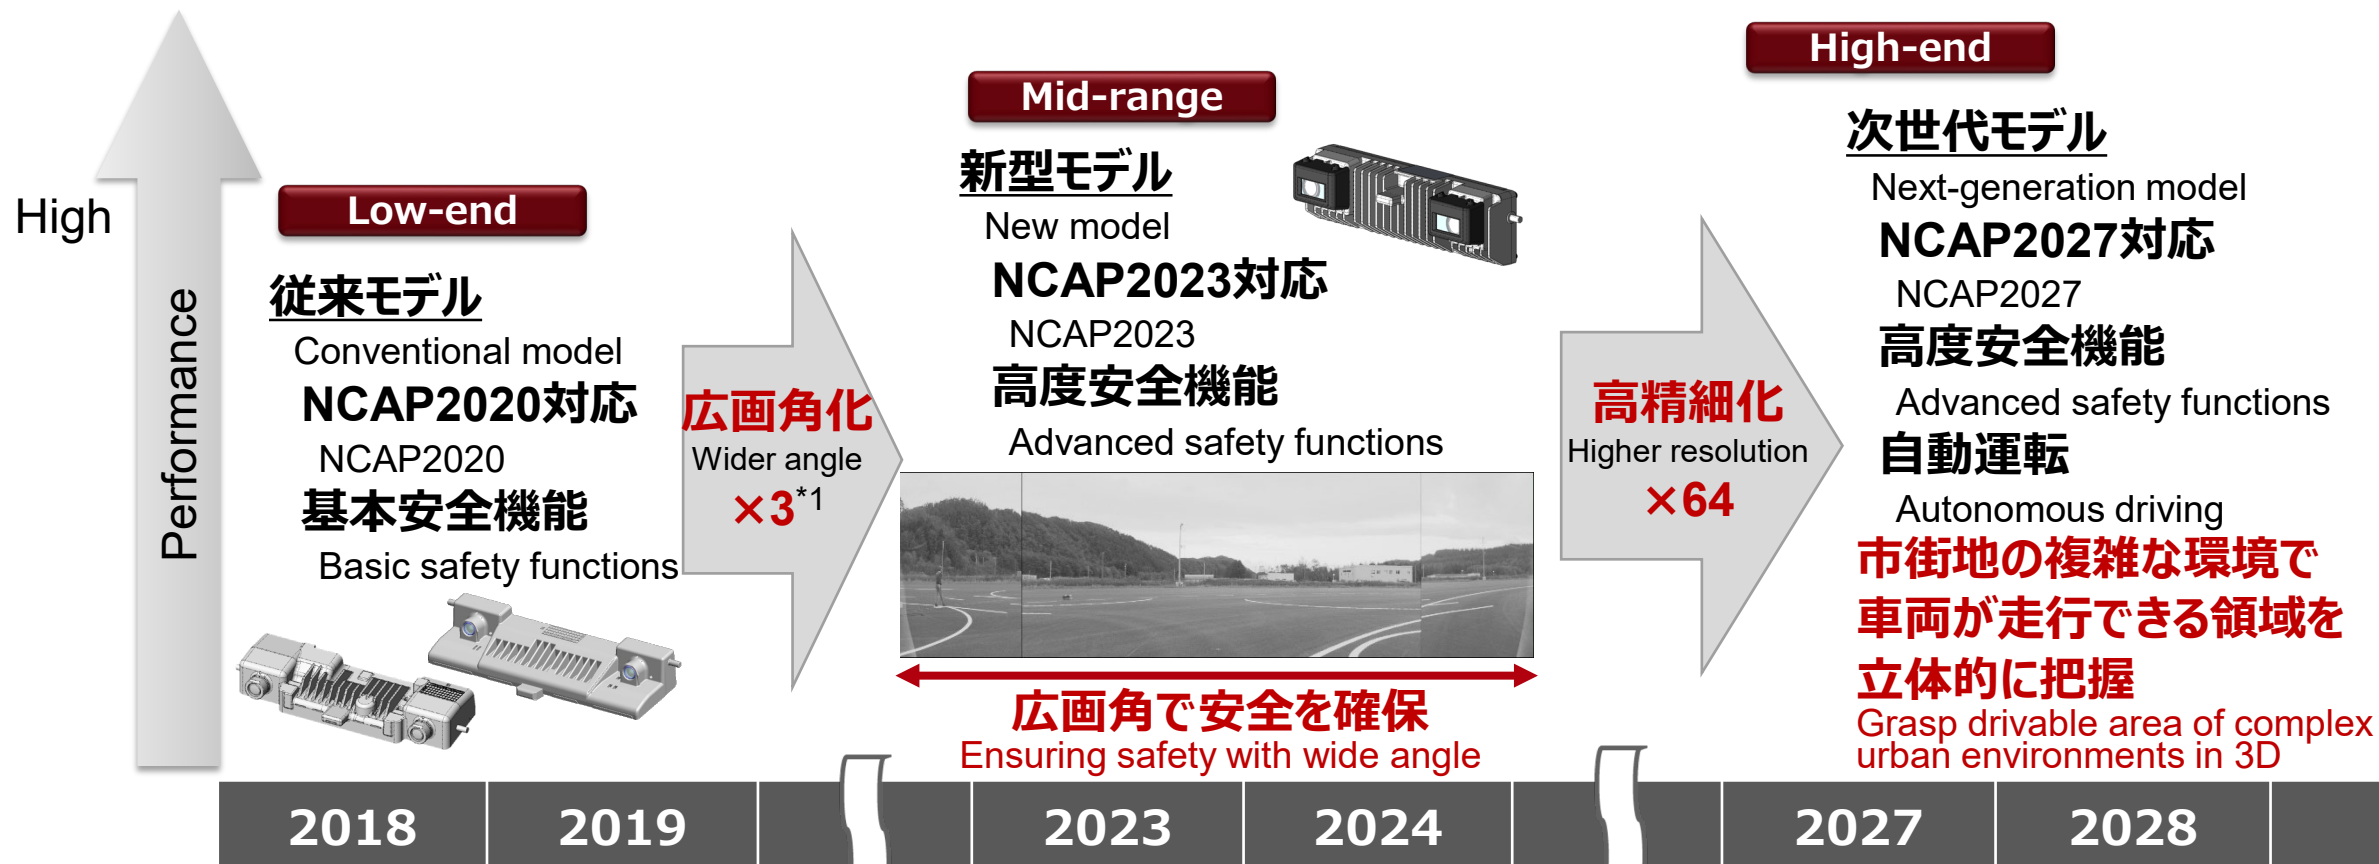 High
Performance
Low-end
従来モデル
Conventional model
NCAP2020対応
NCAP2020
基本安全機能
Basic safety functions
広画角化
Wider angle
×3*1
Mid-range
新型モデル
New model
NCAP2023対応
NCAP2023
高度安全機能
Advanced safety functions
広画角で安全を確保
Ensuring safety with wide angle
高精細化
Higher resolution
×64
High-end
次世代モデル
Next-generation model
NCAP2027対応
NCAP2027
高度安全機能
Advanced safety functions
自動運転
Autonomous driving
市街地の複雑な環境で
車両が走行できる領域を
立体的に把握
Grasp drivable area of complex
urban environments in 3D
2018 2019 2023 2024 2027 2028